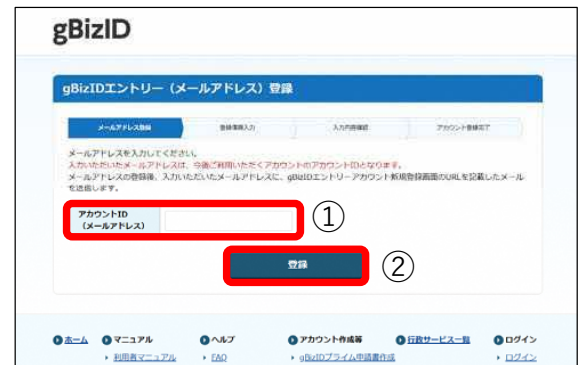 gBizID
gBizIDエントリー（メールアドレス）登録
メールアドレス登録 登録情報入力 入力内容確認 アカウント登録完了
メールアドレスを入力してください。
入力いただいたメールアドレスは、今後ご利用いただくアカウントのアカウントIDとなります。
メールアドレスの登録後、入力いただいたメールアドレスに、gBizIDエントリーアカウント新規登録画面のURLを記載したメール
を送信します。
アカウントID
（メールアドレス）
①
登録
②
ホーム マニュアル ヘルプ アカウント作成等 行政サービス一覧 ログイン
利用者マニュアル FAQ gBizIDプライム申請書作成 ログイン